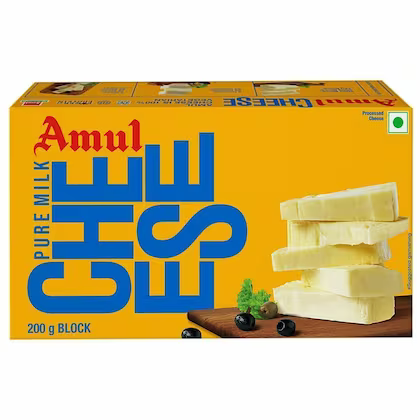 Amul CHEESE
Processed
Cheese
Amul
PURE MILK
CHE
ESE
200 g BLOCK